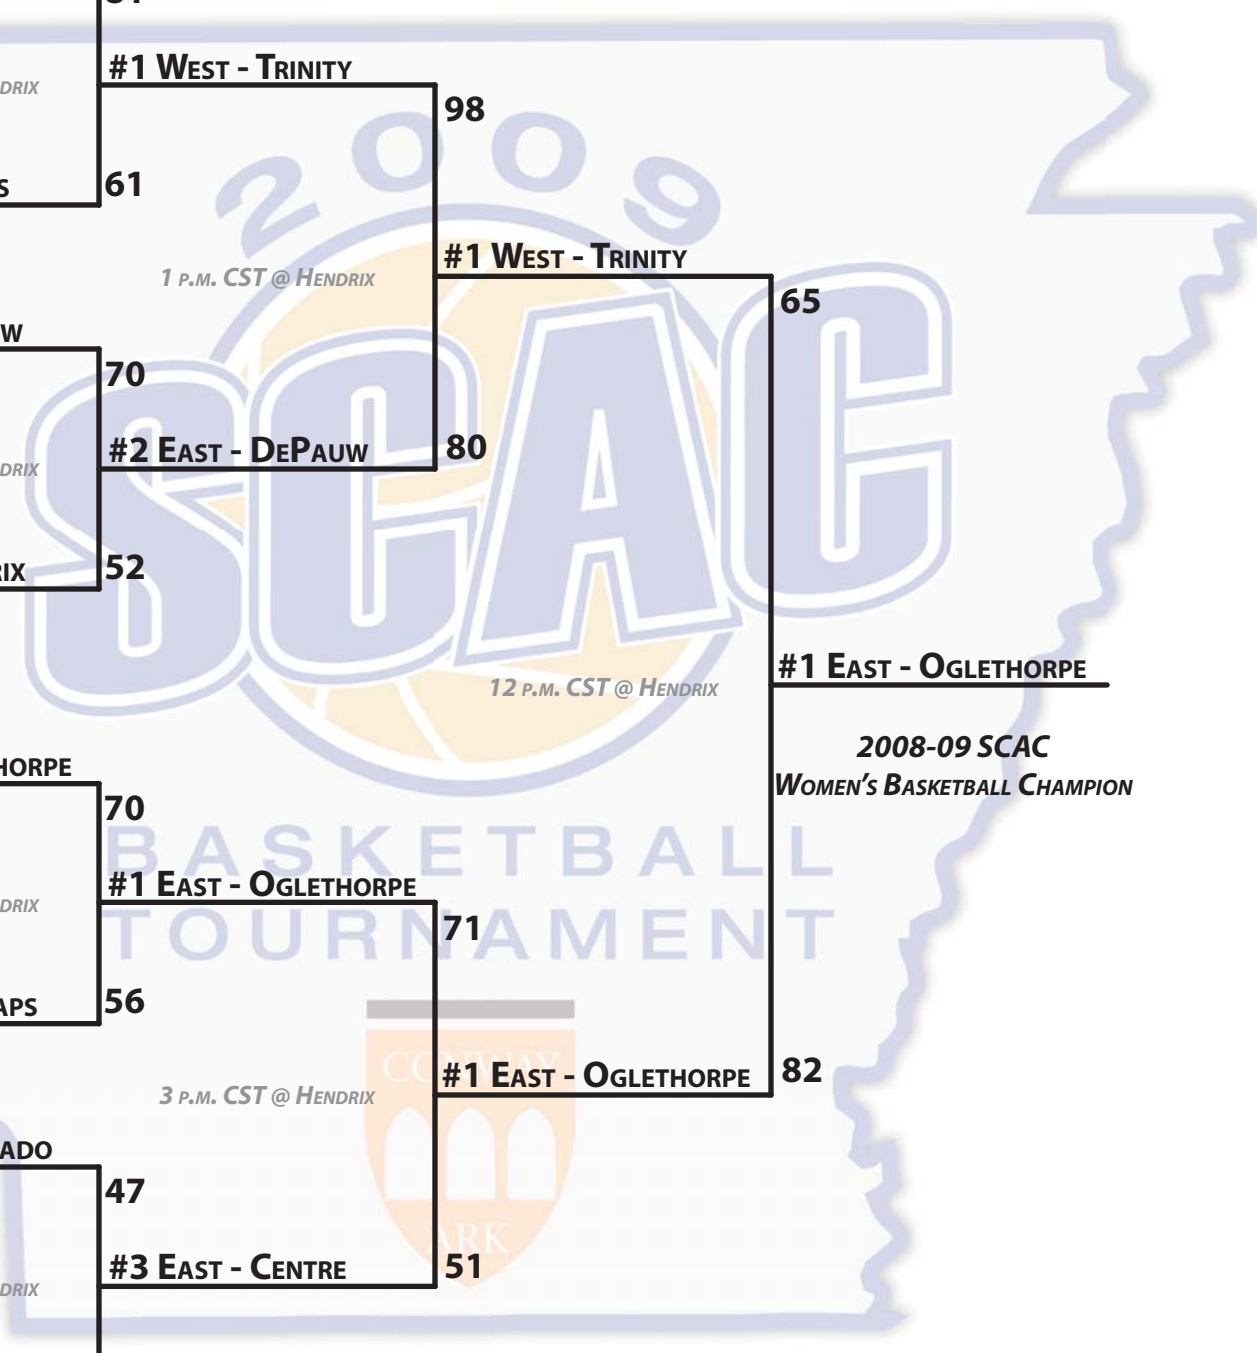 #1 West - Trinity
98
61
2009
#1 West - Trinity
1 p.m. CST @ Hendrix
65
70
SCAC
#2 East - DePauw
80
52
#1 East - Oglethorpe
12 p.m. CST @ Hendrix
2008-09 SCAC
Women's Basketball Champion
70
BASKETBALL
#1 East - Oglethorpe
TOURNAMENT
71
56
CONWAY
#1 East - Oglethorpe
82
3 p.m. CST @ Hendrix
47
ARK
#3 East - Centre
51